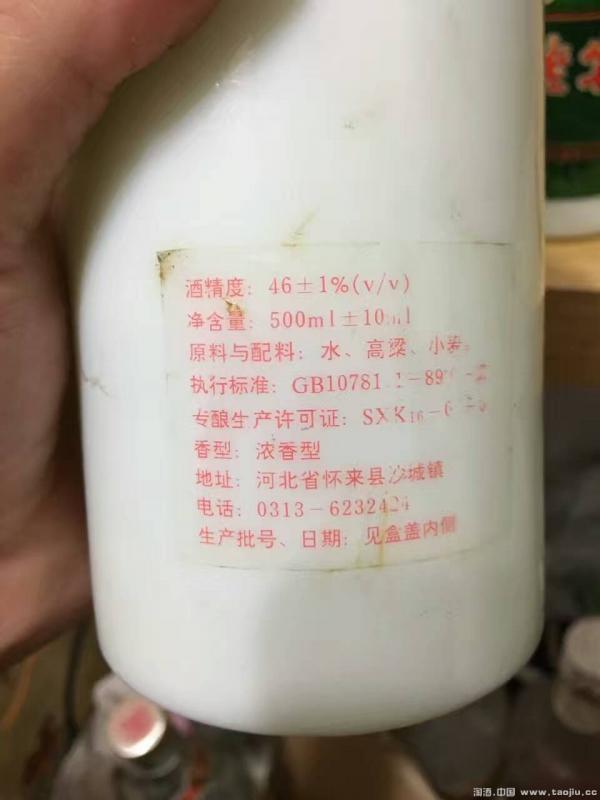 酒精度：46±1%(v/v)
净含量：500ml±10ml
原料与配料：水、高粱、小麦
执行标准：GB10781
专酿生产许可证：SXK16-
香型：浓香型
地址：河北省怀来县沙城镇
电话：0313-6232424
生产批号、日期：见盒盖内侧
淘酒.中国 www.taojiu.cc